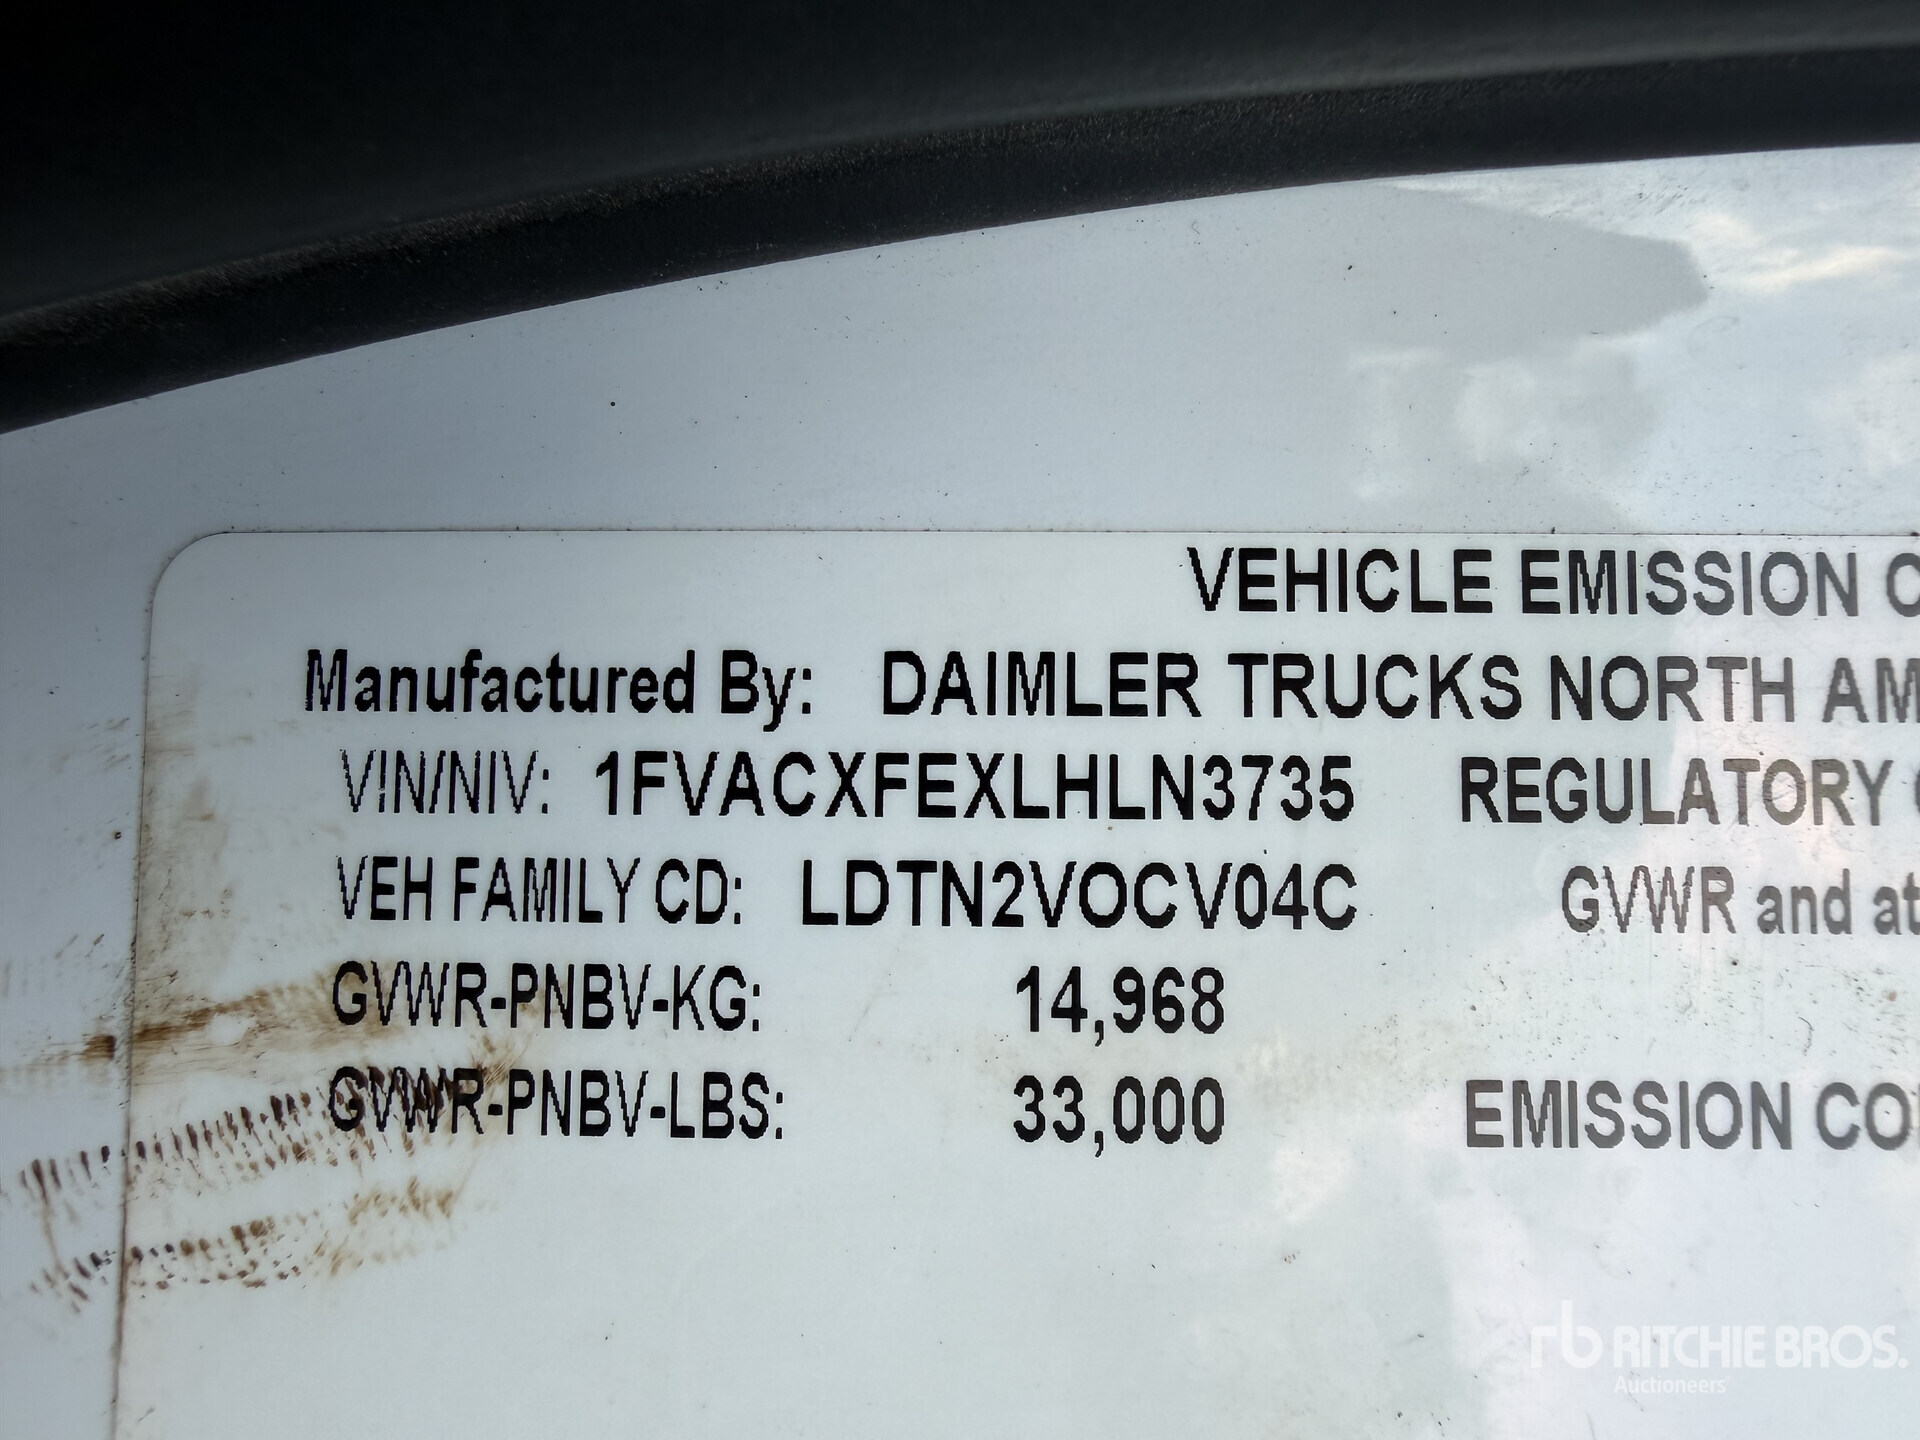 VEHICLE EMISSION C
Manufactured By: DAIMLER TRUCKS NORTH AM
VIN/NIV: 1FVACXFEXLHLN3735 REGULATORY
VEH FAMILY CD: LDTN2VOCV04C GVWR and at
GVWR-PNBV-KG: 14,968
GVWR-PNBV-LBS: 33,000 EMISSION CO
rb RITCHIE BROS.
Auctioneers